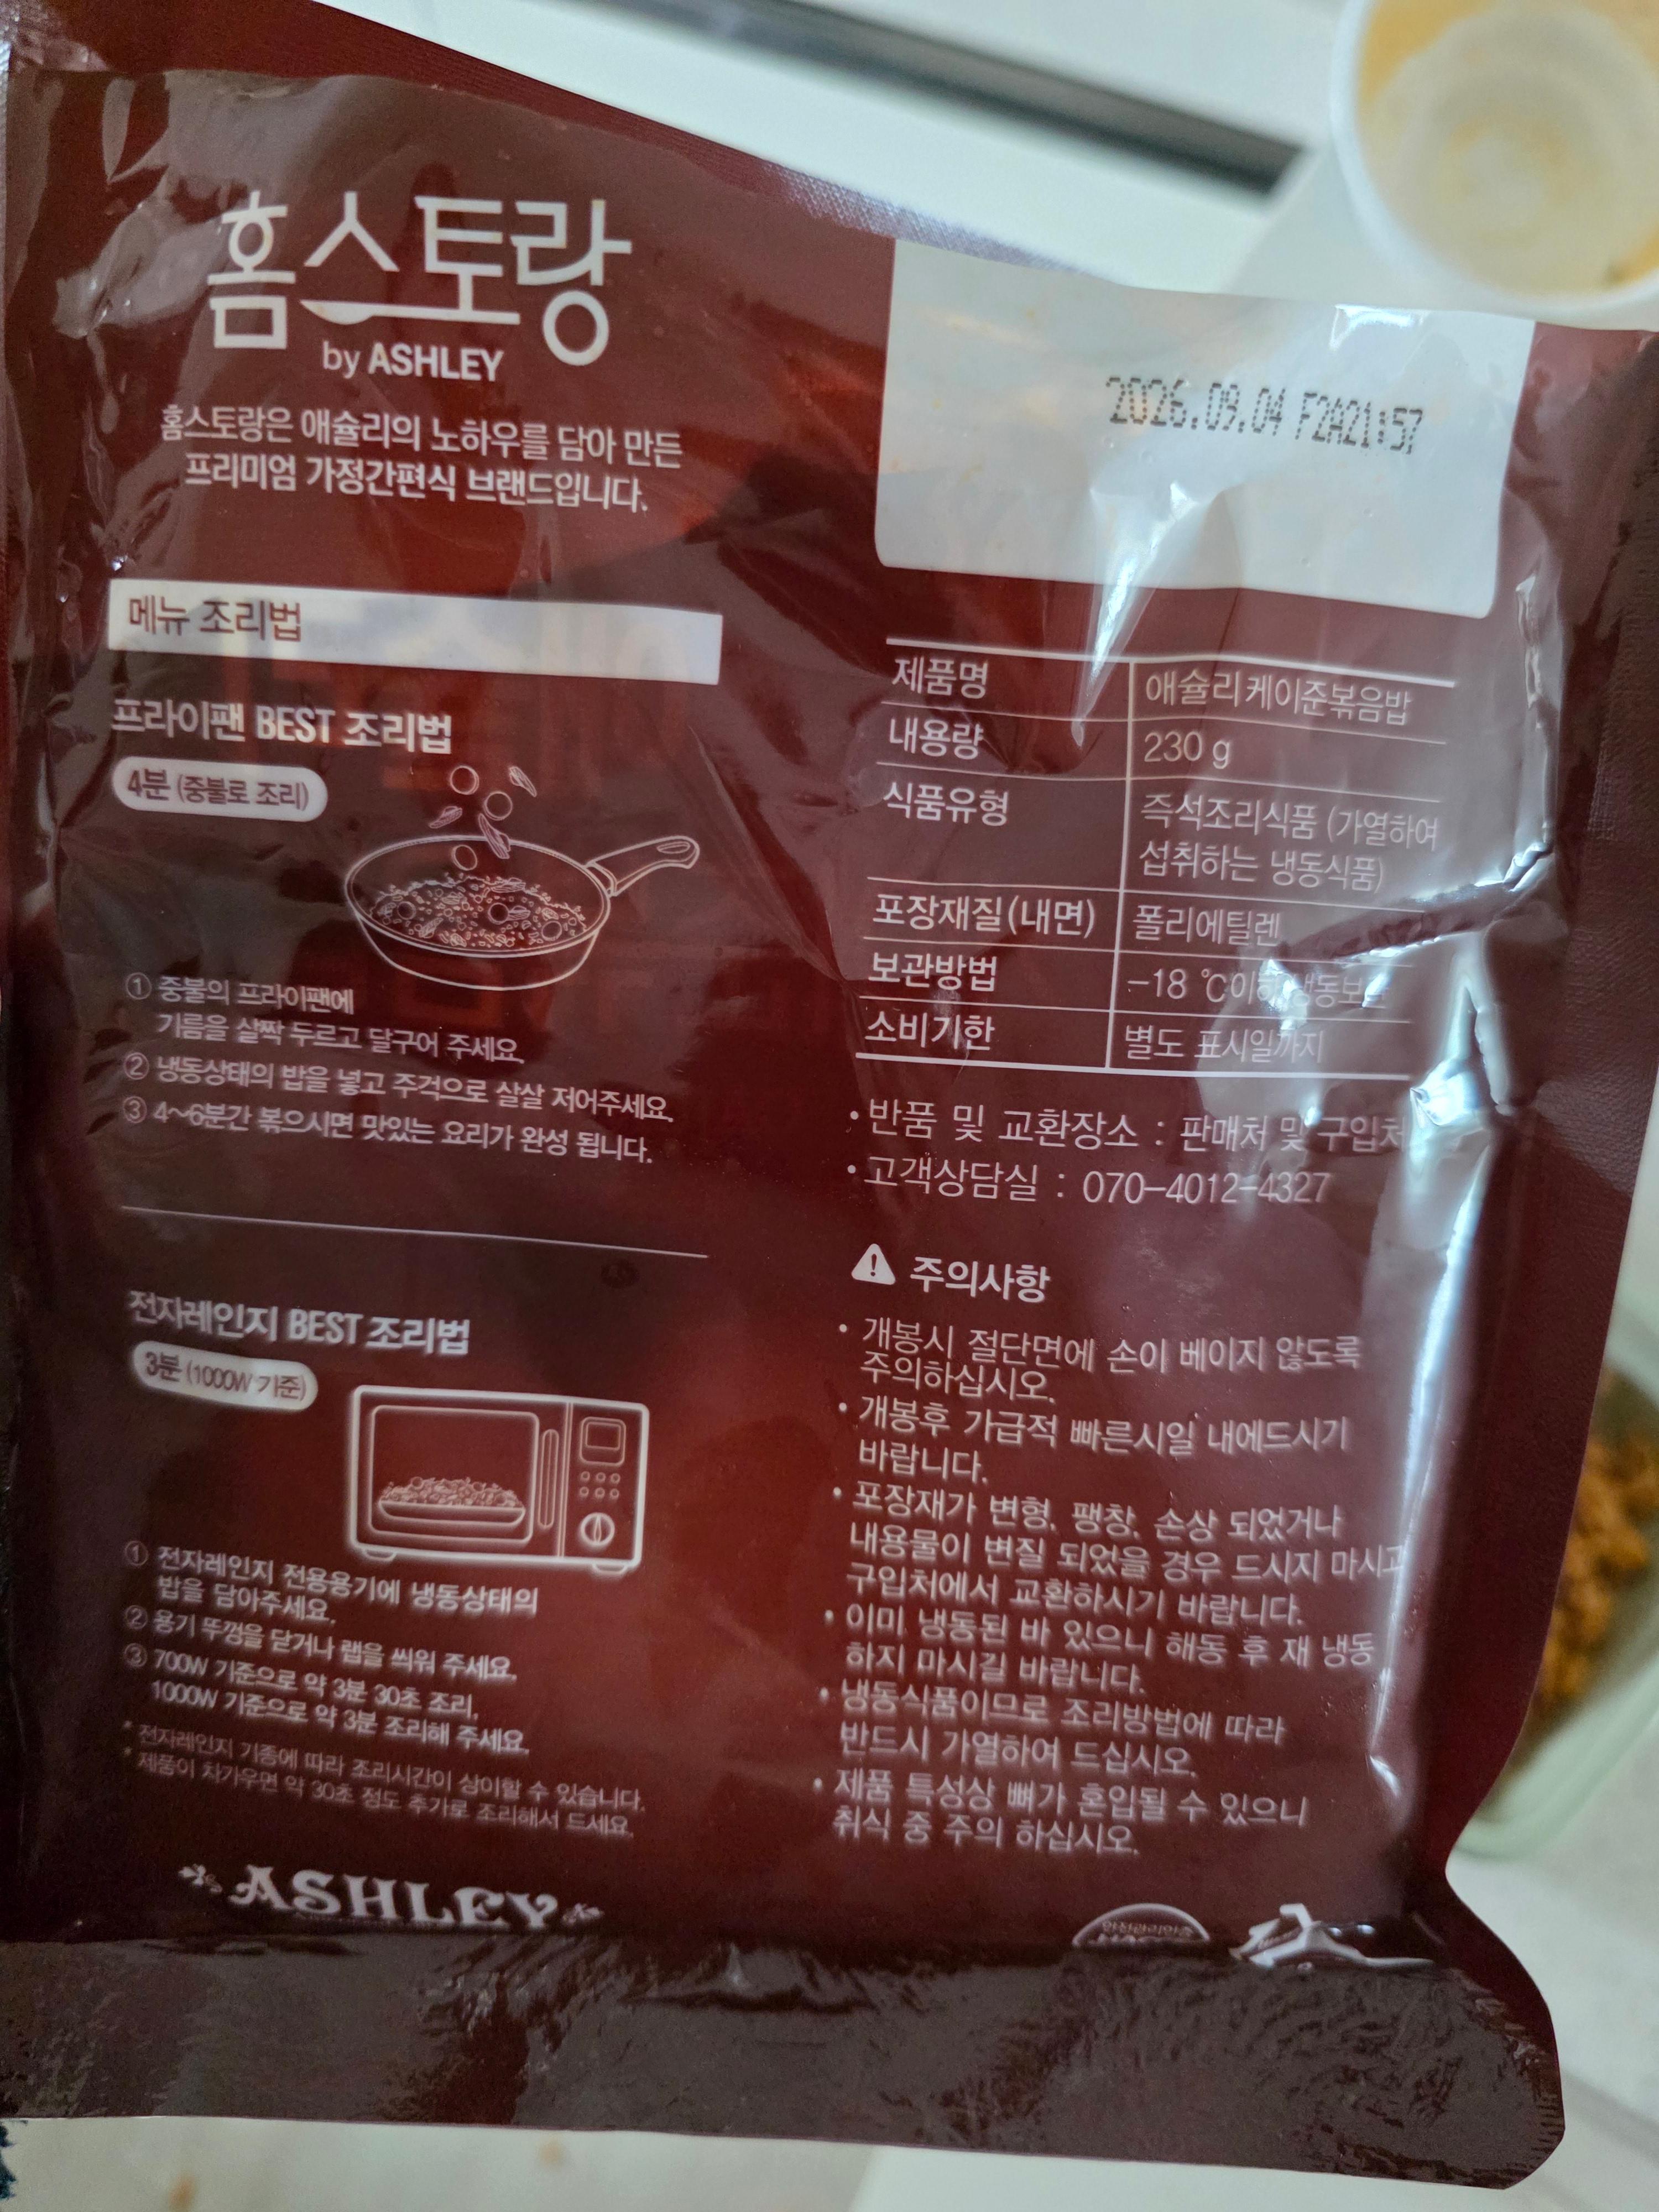 홈스토랑
by ASHLEY
홈스토랑은 애슐리의 노하우를 담아 만든
프리미엄 가정간편식 브랜드입니다.
메뉴 조리법
프라이팬 BEST 조리법
4분 (중불로 조리)
① 중불의 프라이팬에
기름을 살짝 두르고 달구어 주세요.
② 냉동상태의 밥을 넣고 주걱으로 살살 저어주세요.
③ 4~6분간 볶으시면 맛있는 요리가 완성 됩니다.
전자레인지 BEST 조리법
3분 (1000W 기준)
① 전자레인지 전용용기에 냉동상태의
밥을 담아주세요.
② 용기 뚜껑을 닫거나 랩을 씌워 주세요.
③ 700W 기준으로 약 3분 30초 조리,
1000W 기준으로 약 3분 조리해 주세요.
* 전자레인지 기종에 따라 조리시간이 상이할 수 있습니다.
* 제품이 차가우면 약 30초 정도 추가로 조리해서 드세요.
ASHLEY
2026.09.04 F2A21:57
제품명 애슐리케이준볶음밥
내용량 230 g
식품유형 즉석조리식품 (가열하여
섭취하는 냉동식품)
포장재질(내면) 폴리에틸렌
보관방법 -18 ℃이하 냉동보관
소비기한 별도 표시일까지
• 반품 및 교환장소 : 판매처 및 구입처
• 고객상담실 : 070-4012-4327
주의사항
• 개봉시 절단면에 손이 베이지 않도록
주의하십시오.
• 개봉후 가급적 빠른시일 내에드시기
바랍니다.
• 포장재가 변형, 팽창, 손상 되었거나
내용물이 변질 되었을 경우 드시지 마시고
구입처에서 교환하시기 바랍니다.
• 이미 냉동된 바 있으니 해동 후 재 냉동
하지 마시길 바랍니다.
• 냉동식품이므로 조리방법에 따라
반드시 가열하여 드십시오.
• 제품 특성상 뼈가 혼입될 수 있으니
취식 중 주의 하십시오.
안전관리인증